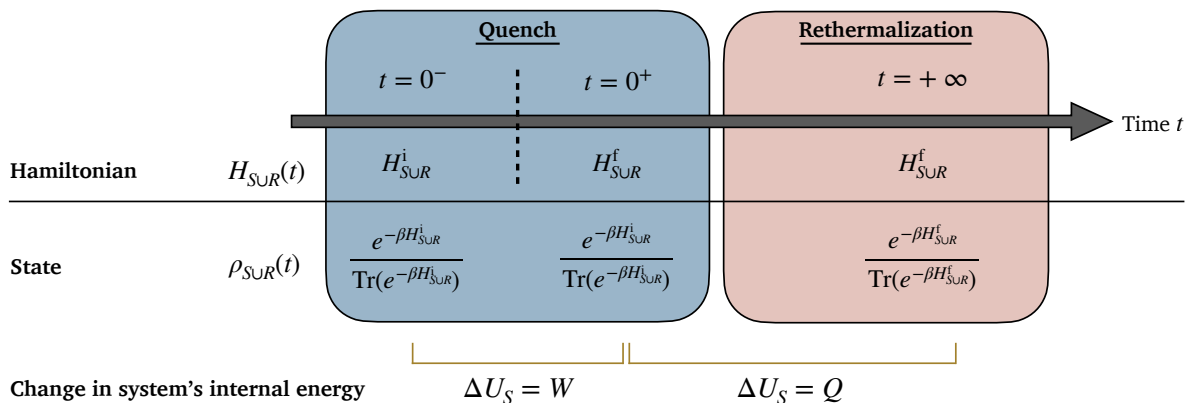 Quench Rethermalization
t = 0⁻ t = 0⁺ t = + ∞
Time t
Hamiltonian H_{S∪R}(t) H^i_{S∪R} H^f_{S∪R} H^f_{S∪R}
State ρ_{S∪R}(t) e^{-βH^i_{S∪R}} / Tr(e^{-βH^i_{S∪R}}) e^{-βH^i_{S∪R}} / Tr(e^{-βH^i_{S∪R}}) e^{-βH^f_{S∪R}} / Tr(e^{-βH^f_{S∪R}})
Change in system's internal energy ΔU_S = W ΔU_S = Q